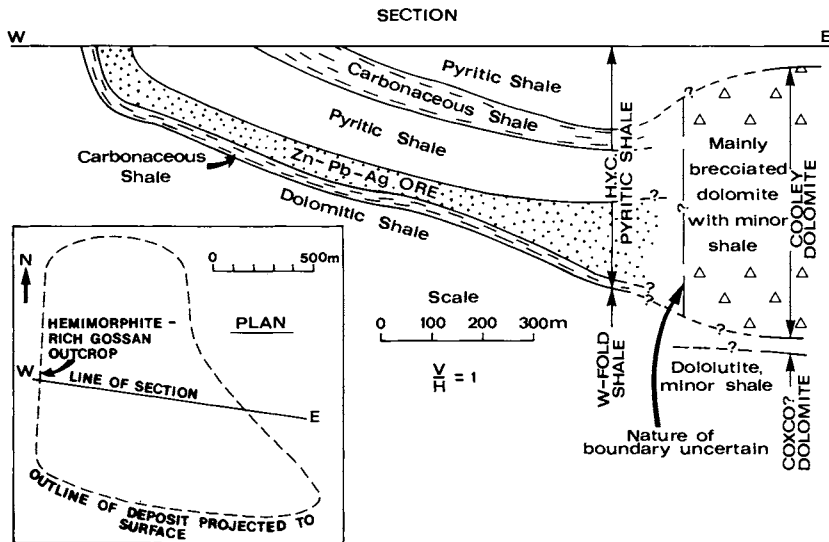 SECTION
W
E
Pyritic Shale
Carbonaceous Shale
Pyritic Shale
Zn-Pb-Ag ORE
Carbonaceous
Shale
Dolomitic Shale
H.Y.C.
PYRITIC SHALE
?
?
?
?
?
?
?
?
?
Mainly
brecciated
dolomite
with minor
shale
COOLEY
DOLOMITE
Scale
0 100 200 300m
V
H = 1
W-FOLD
SHALE
Dololutite,
minor shale
Nature of
boundary uncertain
COXCO?
DOLOMITE
N
0 500m
PLAN
HEMIMORPHITE-
RICH GOSSAN
OUTCROP
W
LINE OF SECTION
E
OUTLINE OF DEPOSIT PROJECTED TO
SURFACE